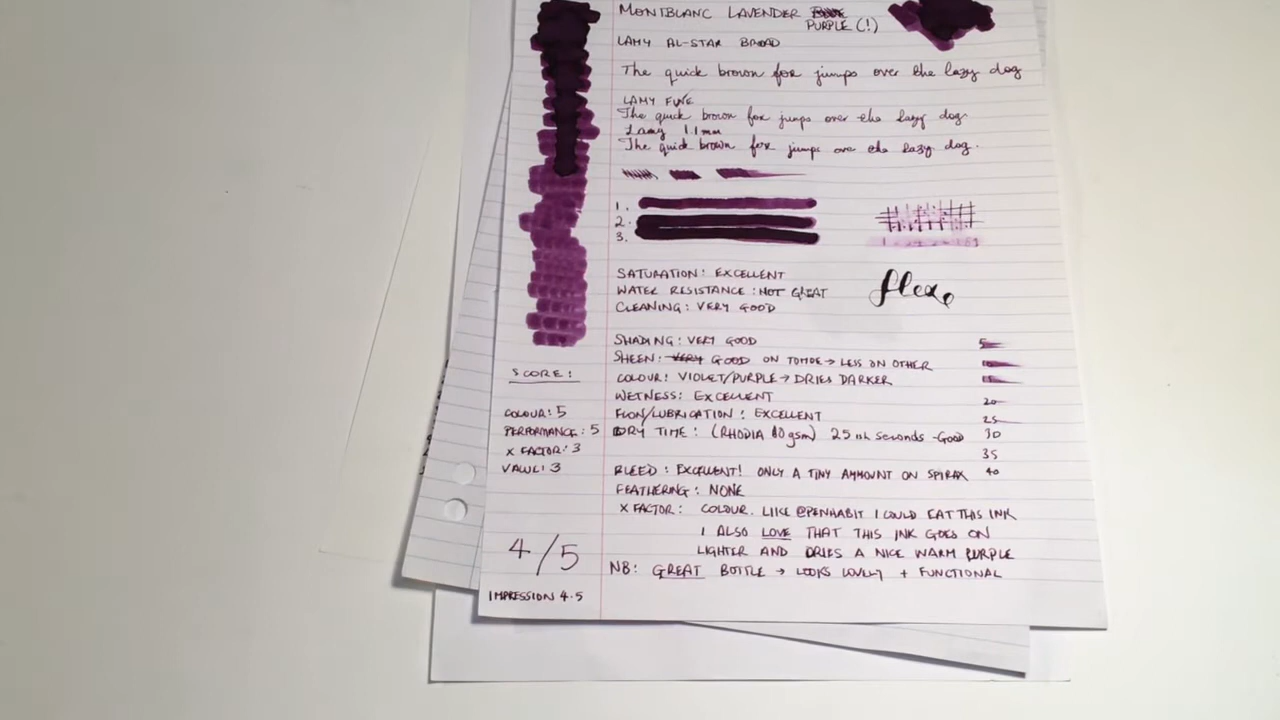 MONTBLANC LAVENDER
PURPLE (!)
LAMY AL-STAR BROAD
The quick brown fox jumps over the lazy dog
LAMY FINE
The quick brown fox jumps over the lazy dog.
Lamy 1.1mm
The quick brown fox jumps over the lazy dog.
1.
2.
3.
SATURATION: EXCELLENT
WATER RESISTANCE: NOT GREAT
CLEANING: VERY GOOD
flexo
SHADING: VERY GOOD
SHEEN: VERY GOOD ON TOMOE → LESS ON OTHER
COLOUR: VIOLET/PURPLE → DRIES DARKER
WETNESS: EXCELLENT
FLOW/LUBRICATION: EXCELLENT
DRY TIME: (RHODIA 80gsm) 25 ish seconds - GOOD
BLEED: EXCELLENT! ONLY A TINY AMMOUNT ON SPIRAX
FEATHERING: NONE
X FACTOR: COLOUR. LIKE @PENHABIT I COULD EAT THIS INK
I ALSO LOVE THAT THIS INK GOES ON
LIGHTER AND DRIES A NICE WARM PURPLE
NB: GREAT BOTTLE → LOOKS LOVELY + FUNCTIONAL
5
10
15
20
25
30
35
40
SCORE:
COLOUR: 5
PERFORMANCE: 5
X FACTOR: 3
VALUE: 3
4/5
IMPRESSION 4.5